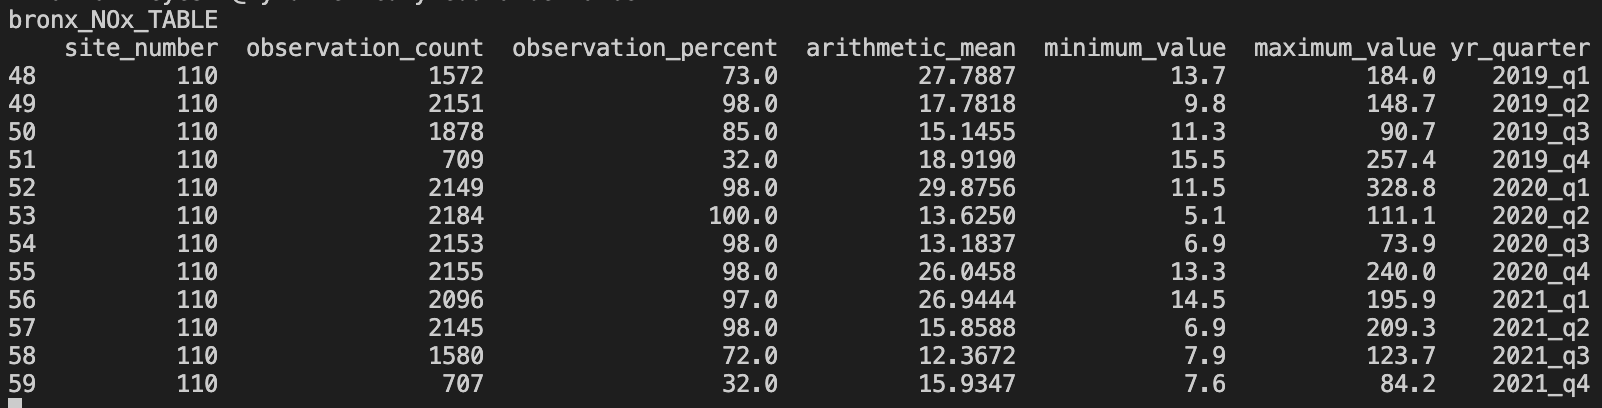 bronx_NOx_TABLE
site_number observation_count observation_percent arithmetic_mean minimum_value maximum_value yr_quarter
48 110 1572 73.0 27.7887 13.7 184.0 2019_q1
49 110 2151 98.0 17.7818 9.8 148.7 2019_q2
50 110 1878 85.0 15.1455 11.3 90.7 2019_q3
51 110 709 32.0 18.9190 15.5 257.4 2019_q4
52 110 2149 98.0 29.8756 11.5 328.8 2020_q1
53 110 2184 100.0 13.6250 5.1 111.1 2020_q2
54 110 2153 98.0 13.1837 6.9 73.9 2020_q3
55 110 2155 98.0 26.0458 13.3 240.0 2020_q4
56 110 2096 97.0 26.9444 14.5 195.9 2021_q1
57 110 2145 98.0 15.8588 6.9 209.3 2021_q2
58 110 1580 72.0 12.3672 7.9 123.7 2021_q3
59 110 707 32.0 15.9347 7.6 84.2 2021_q4